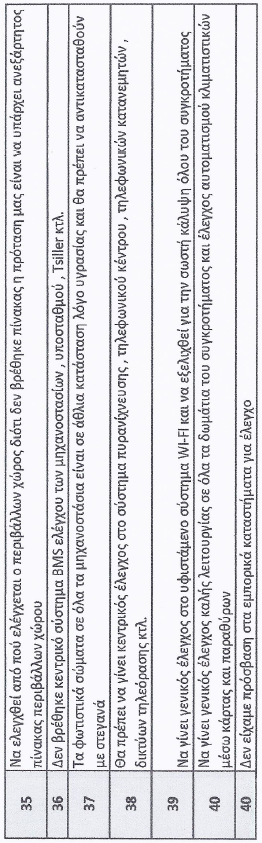 35 Να ελεγχθεί από πού ελέγχεται ο περιβάλλων χώρος διότι δεν βρέθηκε πίνακας η πρόταση μας είναι να υπάρχει ανεξάρτητος
πίνακας περιβάλλων χώρου
36 Δεν βρέθηκε κεντρικό σύστημα BMS ελέγχου των μηχανοστασίων , υποσταθμού , Tsiller κτλ.
37 Τα φωτιστικά σώματα σε όλα τα μηχανοστάσια είναι σε άθλια κατάσταση λόγο υγρασίας και θα πρέπει να αντικατασταθούν
με στεγανά
38 Θα πρέπει να γίνει κεντρικός έλεγχος στο σύστημα πυρανίχνευσης , τηλεφωνικού κέντρου , τηλεφωνικών κατανεμητών ,
δικτύων τηλεόρασης κτλ.
39 Να γίνει γενικός έλεγχος στο υφιστάμενο σύστημα WI-FI και να εξελιχθεί για την σωστή κάλυψη όλου του συγκροτήματος
40 Να γίνει γενικός έλεγχος καλής λειτουργίας σε όλα τα δωμάτια του συγκροτήματος και έλεγχος αυτοματισμού κλιματιστικών
μέσω κάρτας και παραθύρων
40 Δεν είχαμε πρόσβαση στα εμπορικά καταστήματα για έλεγχο